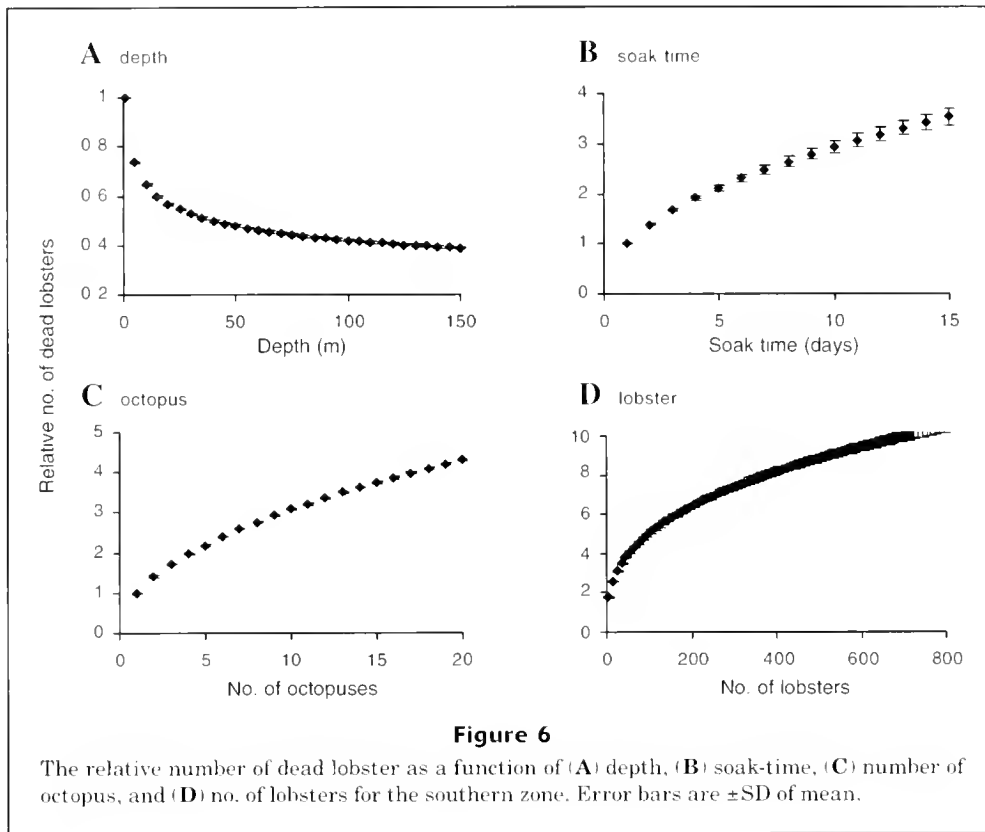 A depth
1
0 8
0 6
0 4
0 2
0 50 100 150
Depth (m)
B soak time
4
3
2
1
0
0 5 10 15
Soak time (days)
Relative no. of dead lobsters
C octopus
5
4
3
2
1
0
0 5 10 15 20
No. of octopuses
D lobster
10
8
6
4
2
0
0 200 400 600 800
No. of lobsters
Figure 6
The relative number of dead lobster as a function of (A) depth, (B) soak-time, (C) number of
octopus, and (D) no. of lobsters for the southern zone. Error bars are ±SD of mean.